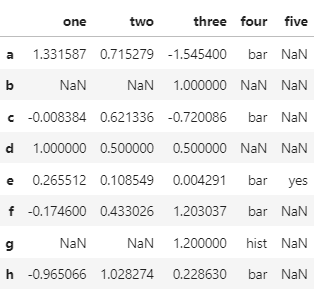 one two three four five
a 1.331587 0.715279 -1.545400 bar NaN
b NaN NaN 1.000000 NaN NaN
c -0.008384 0.621336 -0.720086 bar NaN
d 1.000000 0.500000 0.500000 NaN NaN
e 0.265512 0.108549 0.004291 bar yes
f -0.174600 0.433026 1.203037 bar NaN
g NaN NaN 1.200000 hist NaN
h -0.965066 1.028274 0.228630 bar NaN